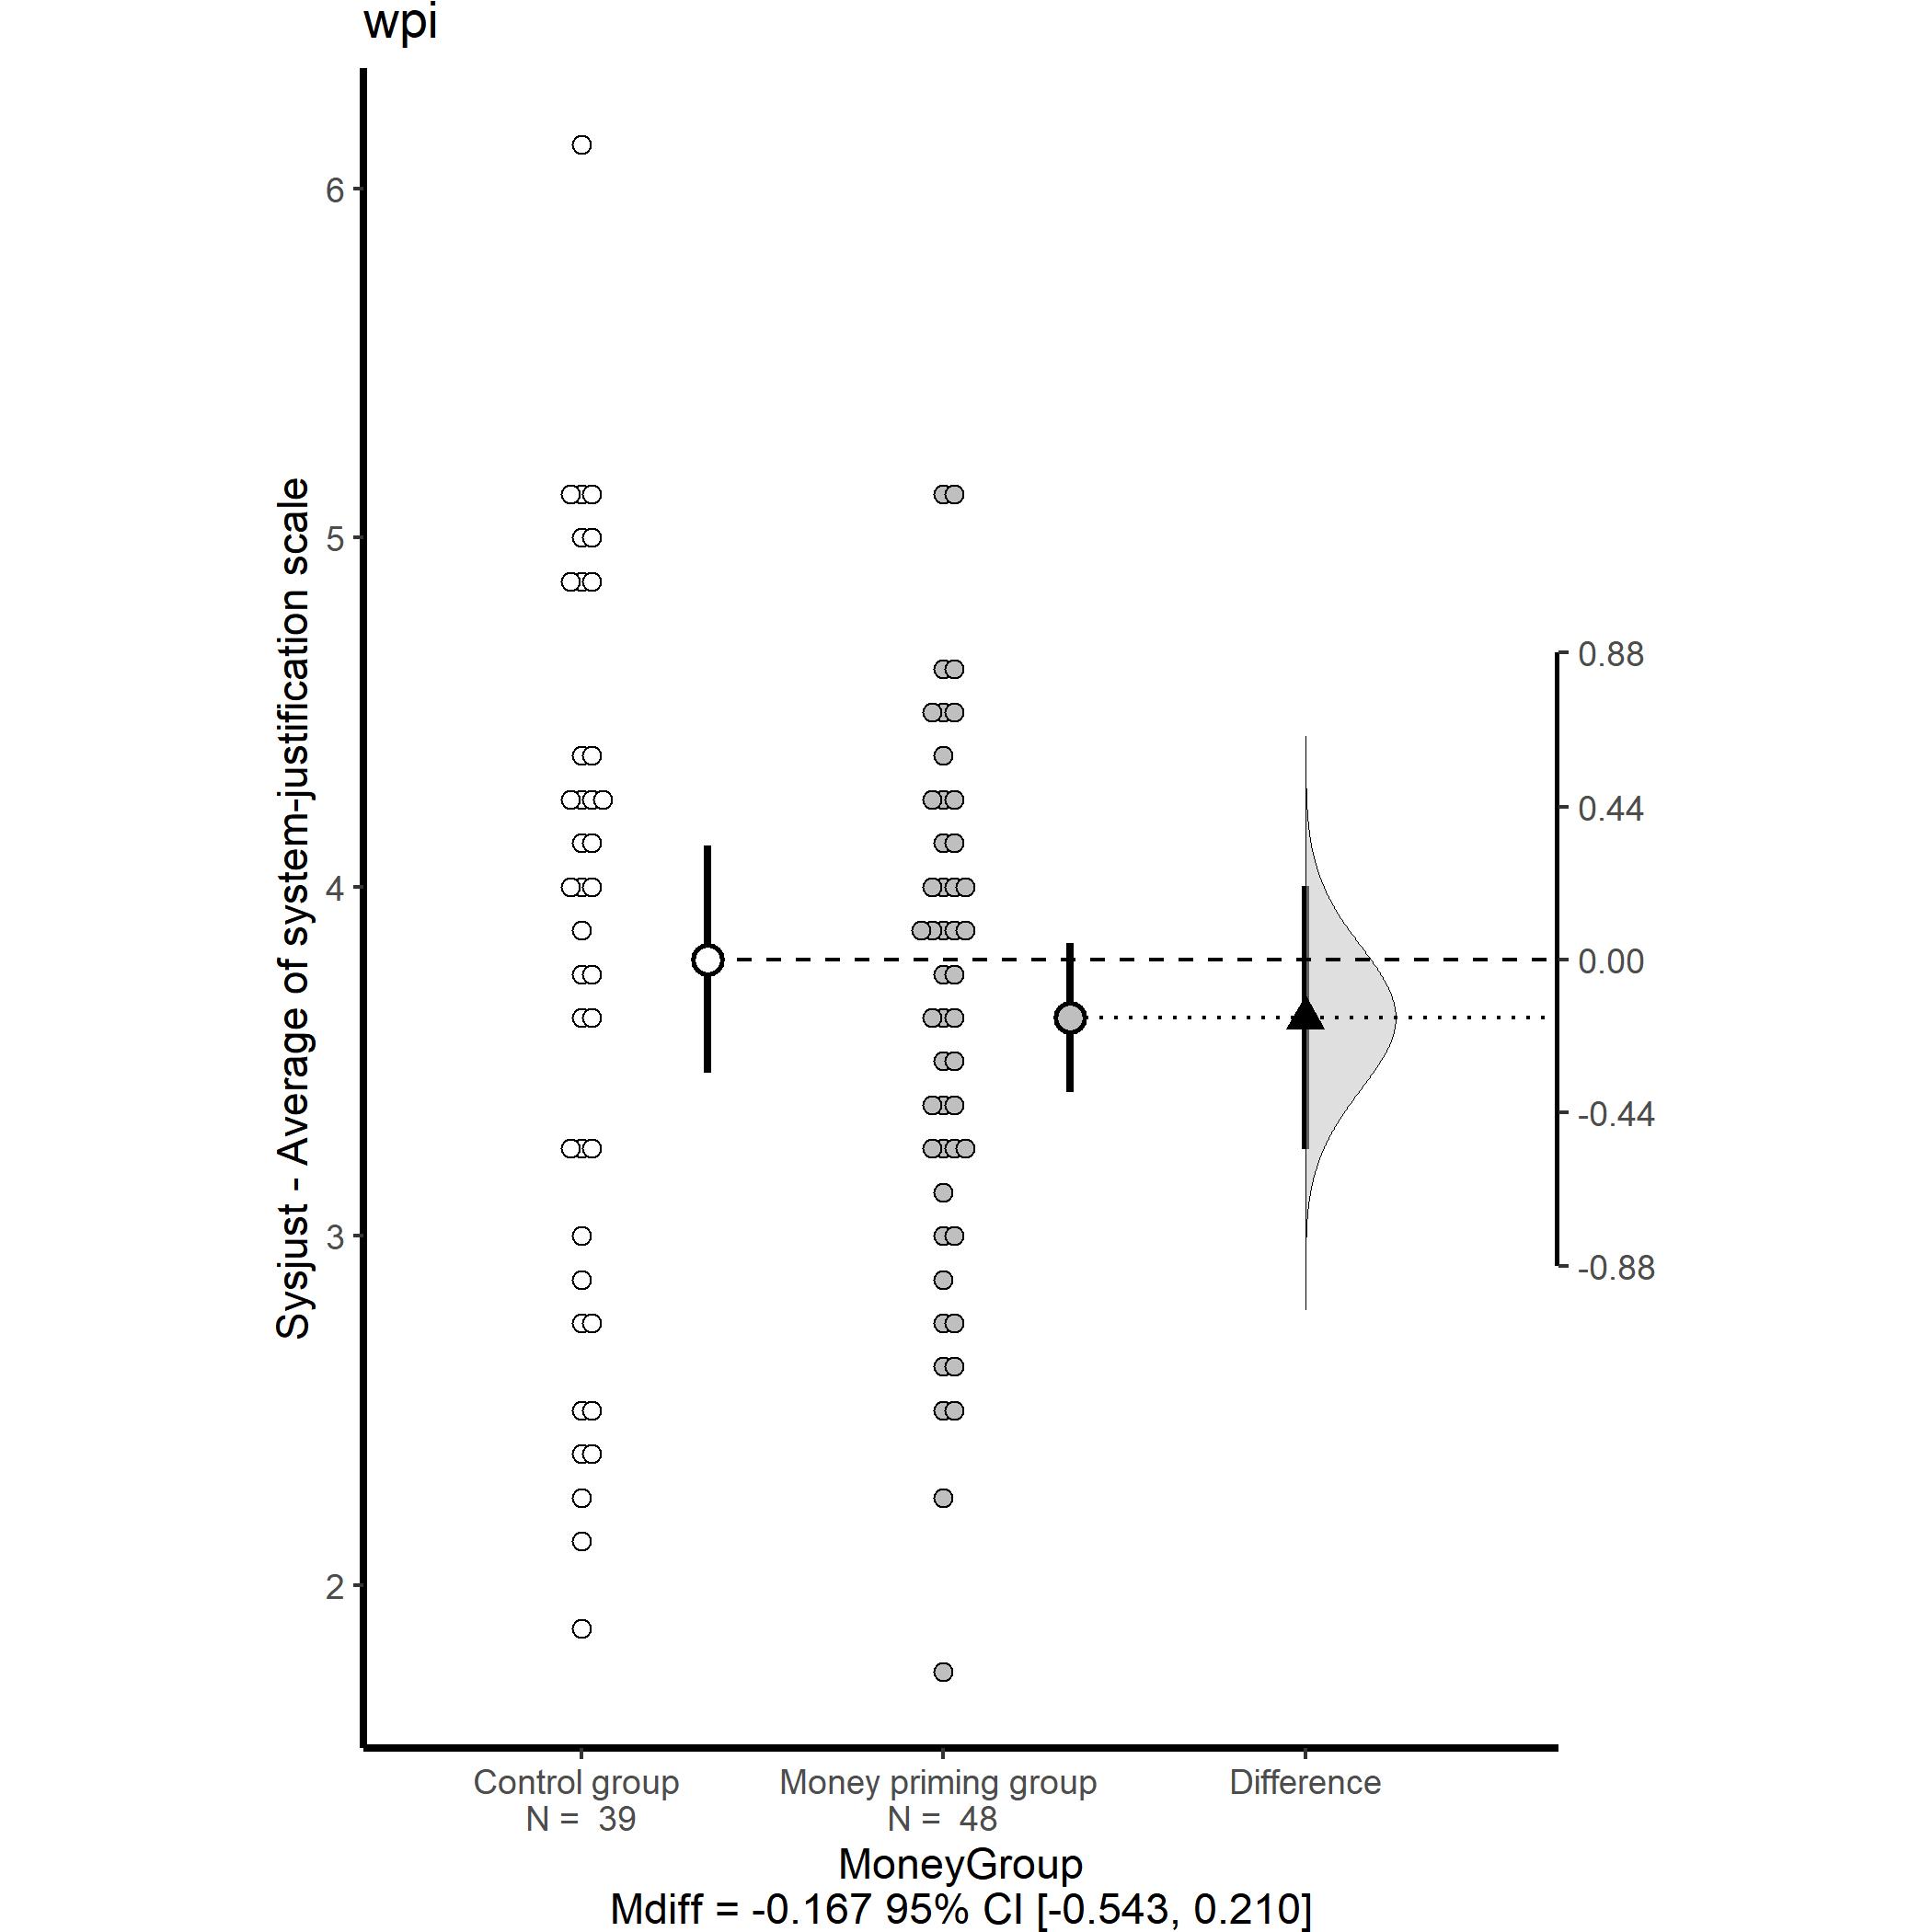 wpi
Sysjust - Average of system-justification scale
6
5
4
3
2
0.88
0.44
0.00
-0.44
-0.88
Control group
N =  39
Money priming group
N =  48
Difference
MoneyGroup
Mdiff = -0.167 95% CI [-0.543, 0.210]